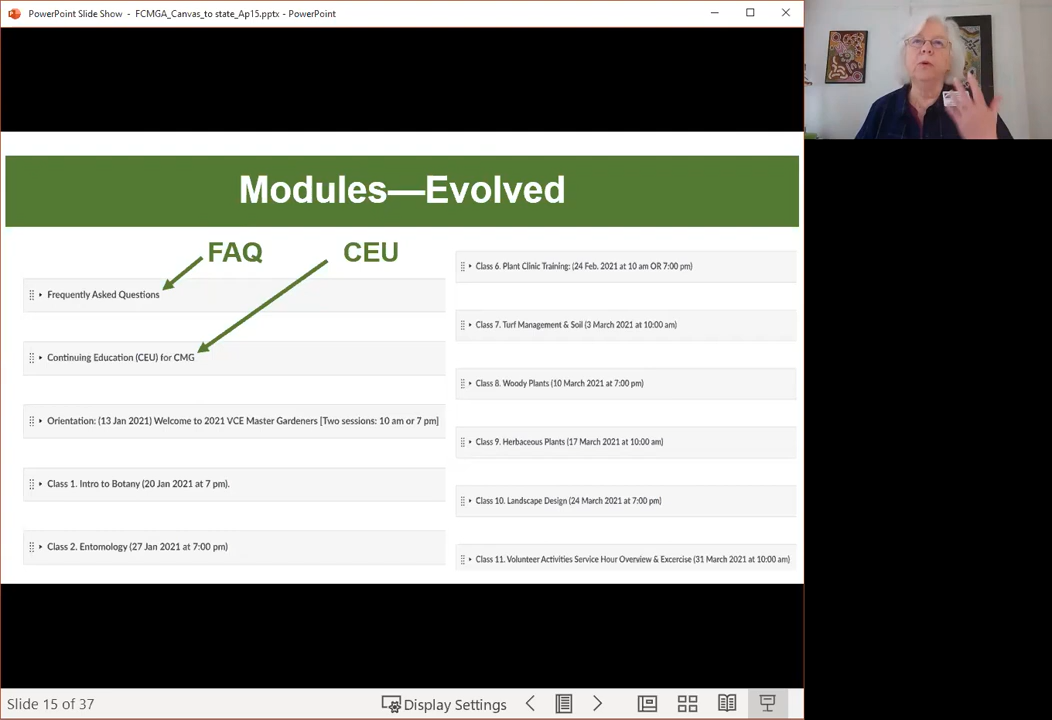 PowerPoint Slide Show - FCMGA_Canvas_to state_Ap15.pptx - PowerPoint
Modules—Evolved
FAQ
CEU
Frequently Asked Questions
Continuing Education (CEU) for CMG
Orientation: (13 Jan 2021) Welcome to 2021 VCE Master Gardeners [Two sessions: 10 am or 7 pm]
Class 1. Intro to Botany (20 Jan 2021 at 7 pm).
Class 2. Entomology (27 Jan 2021 at 7:00 pm)
Class 6. Plant Clinic Training: (24 Feb. 2021 at 10 am OR 7:00 pm)
Class 7. Turf Management & Soil (3 March 2021 at 10:00 am)
Class 8. Woody Plants (10 March 2021 at 7:00 pm)
Class 9. Herbaceous Plants (17 March 2021 at 10:00 am)
Class 10. Landscape Design (24 March 2021 at 7:00 pm)
Class 11. Volunteer Activities Service Hour Overview & Excercise (31 March 2021 at 10:00 am)
Slide 15 of 37
Display Settings